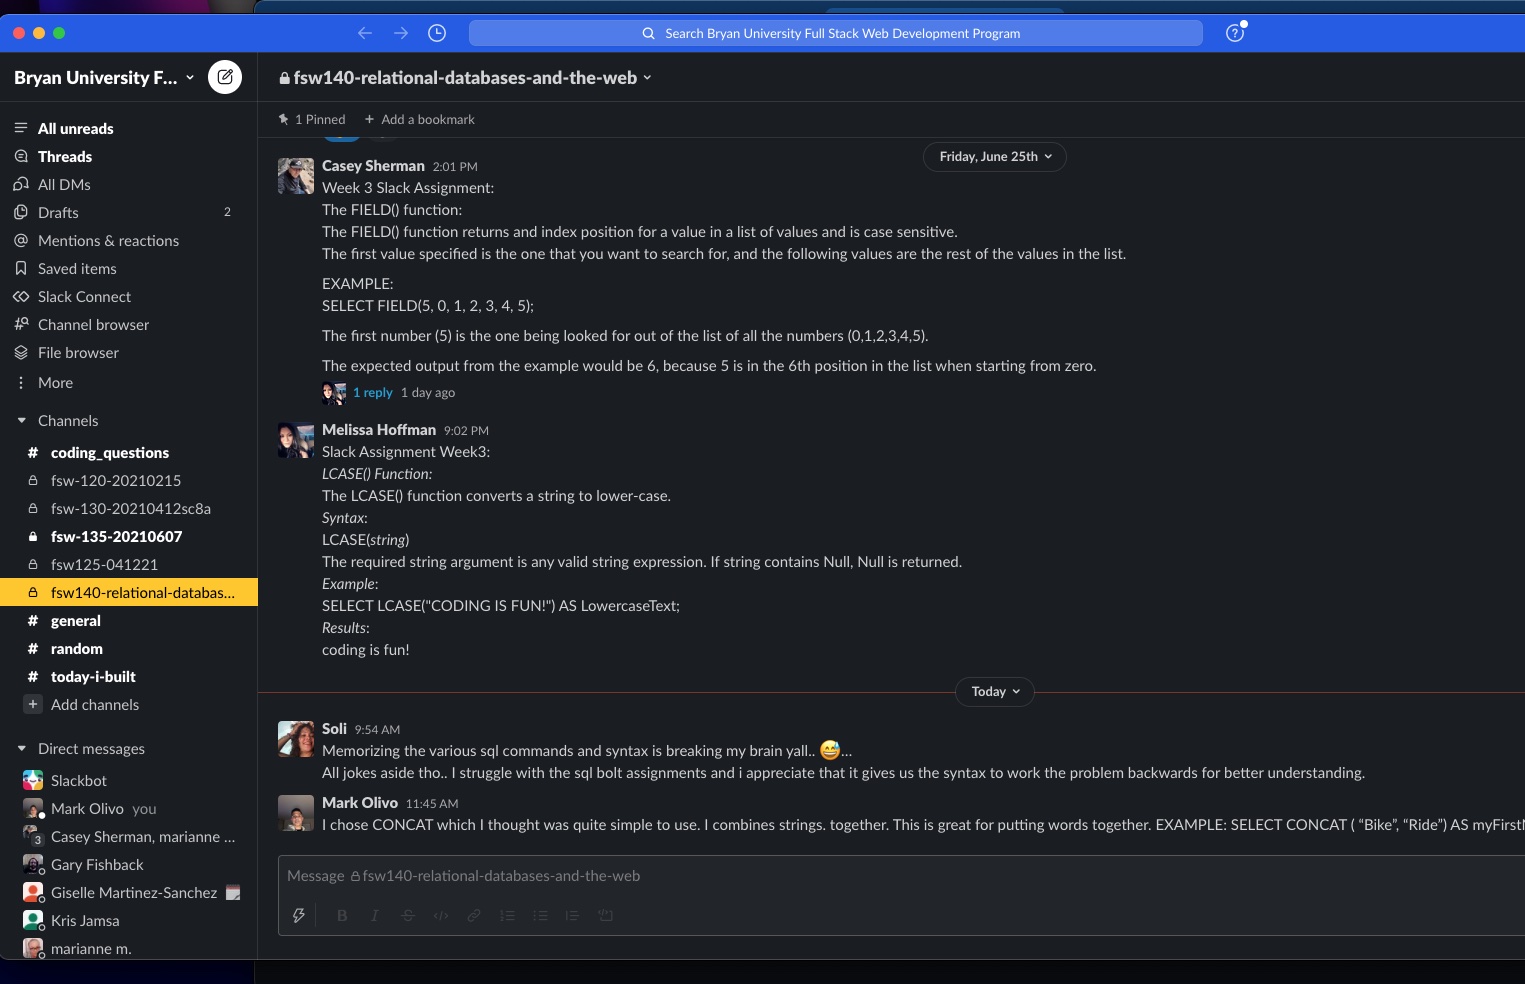 Search Bryan University Full Stack Web Development Program
Bryan University F...
fsw140-relational-databases-and-the-web
1 Pinned
+ Add a bookmark
All unreads
Threads
All DMs
Drafts 2
Mentions & reactions
Saved items
Slack Connect
Channel browser
File browser
More
Channels
# coding_questions
fsw-120-20210215
fsw-130-20210412sc8a
fsw-135-20210607
fsw125-041221
fsw140-relational-databas...
# general
# random
# today-i-built
+ Add channels
Direct messages
Slackbot
Mark Olivo you
3 Casey Sherman, marianne ...
Gary Fishback
Giselle Martinez-Sanchez
Kris Jamsa
marianne m.
Friday, June 25th
Casey Sherman 2:01 PM
Week 3 Slack Assignment:
The FIELD() function:
The FIELD() function returns and index position for a value in a list of values and is case sensitive.
The first value specified is the one that you want to search for, and the following values are the rest of the values in the list.
EXAMPLE:
SELECT FIELD(5, 0, 1, 2, 3, 4, 5);
The first number (5) is the one being looked for out of the list of all the numbers (0,1,2,3,4,5).
The expected output from the example would be 6, because 5 is in the 6th position in the list when starting from zero.
1 reply 1 day ago
Melissa Hoffman 9:02 PM
Slack Assignment Week3:
LCASE() Function:
The LCASE() function converts a string to lower-case.
Syntax:
LCASE(string)
The required string argument is any valid string expression. If string contains Null, Null is returned.
Example:
SELECT LCASE("CODING IS FUN!") AS LowercaseText;
Results:
coding is fun!
Today
Soli 9:54 AM
Memorizing the various sql commands and syntax is breaking my brain yall.. 😅...
All jokes aside tho.. I struggle with the sql bolt assignments and i appreciate that it gives us the syntax to work the problem backwards for better understanding.
Mark Olivo 11:45 AM
I chose CONCAT which I thought was quite simple to use. I combines strings. together. This is great for putting words together. EXAMPLE: SELECT CONCAT ( “Bike”, “Ride”) AS
Message fsw140-relational-databases-and-the-web
B I S </>